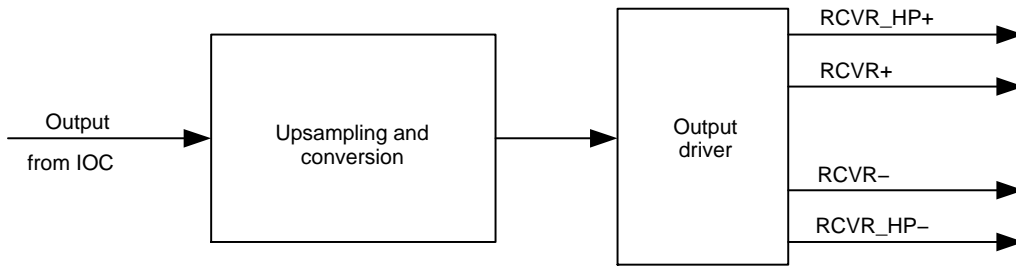 Output
from IOC
Upsampling and
conversion
Output
driver
RCVR_HP+
RCVR+
RCVR−
RCVR_HP−